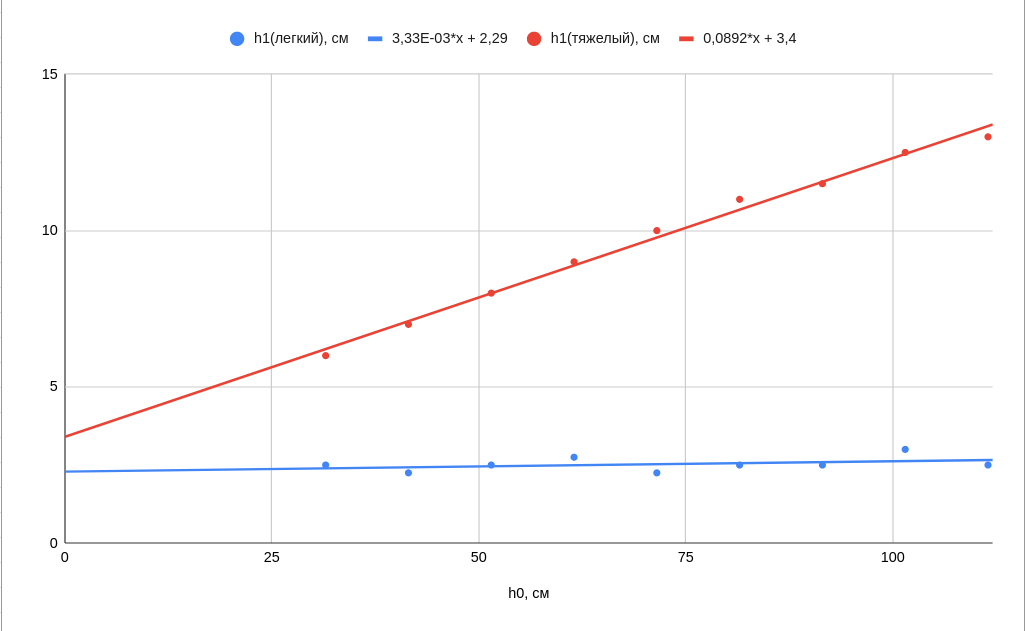 h1(легкий), см 3,33E-03*x + 2,29 h1(тяжелый), см 0,0892*x + 3,4
15
10
5
0
0 25 50 75 100
h0, см